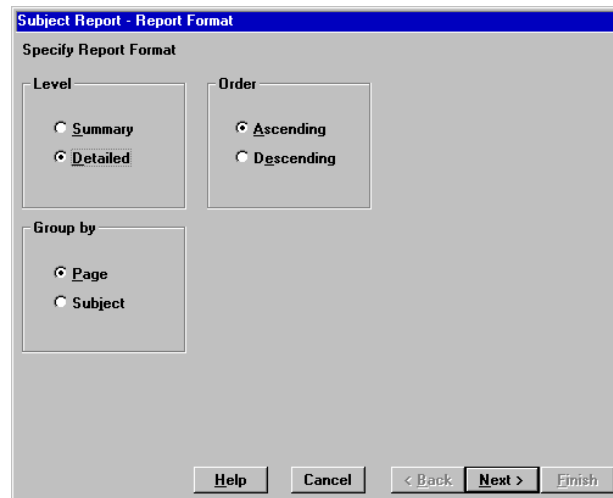 Subject Report - Report Format
Specify Report Format
Level
Order
Summary
Ascending
Detailed
Descending
Group by
Page
Subject
Help
Cancel
< Back
Next >
Finish